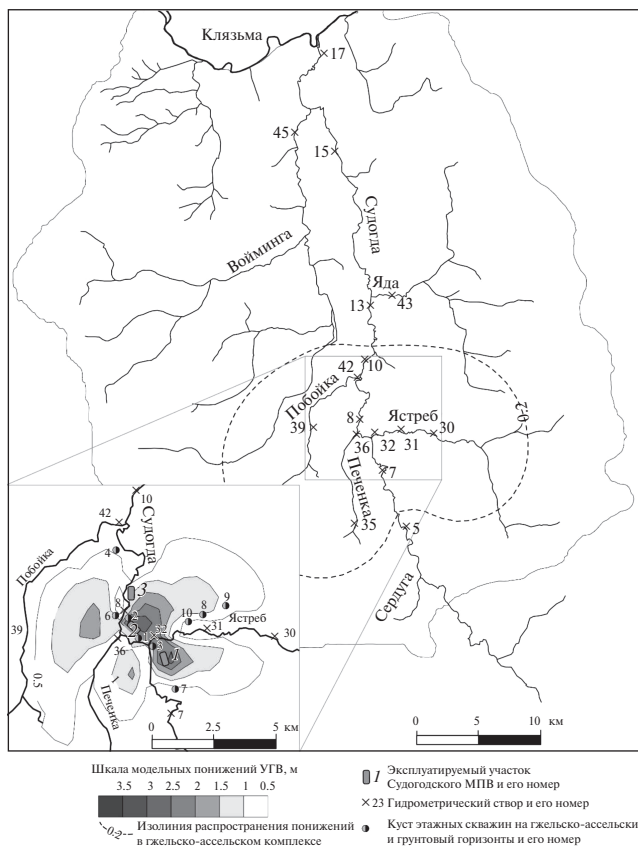 Клязьма
17
45
15
Судогда
Войминга
Яда
13
43
10
42
Побойка
8
Ястреб
30
39
36
32
31
0.2
7
Печенка
35
5
Сердуга
10
42
Судогда
4
Побойка
3
9
8
8
6
2
10
Ястреб
32
31
2
1
39
30
36
3
1
0.5
1
7
Печенка
7
0 2.5 5 км
0 5 10
км
Шкала модельных понижений УГВ, м
3.5 3 2.5 2 1.5 1 0.5
0.2 Изолиния распространения понижений
в гжельско-ассельском комплексе
1 Эксплуатируемый участок
Судогодского МПВ и его номер
23 Гидрометрический створ и его номер
Куст этажных скважин на гжельско-ассельски
и грунтовый горизонты и его номер